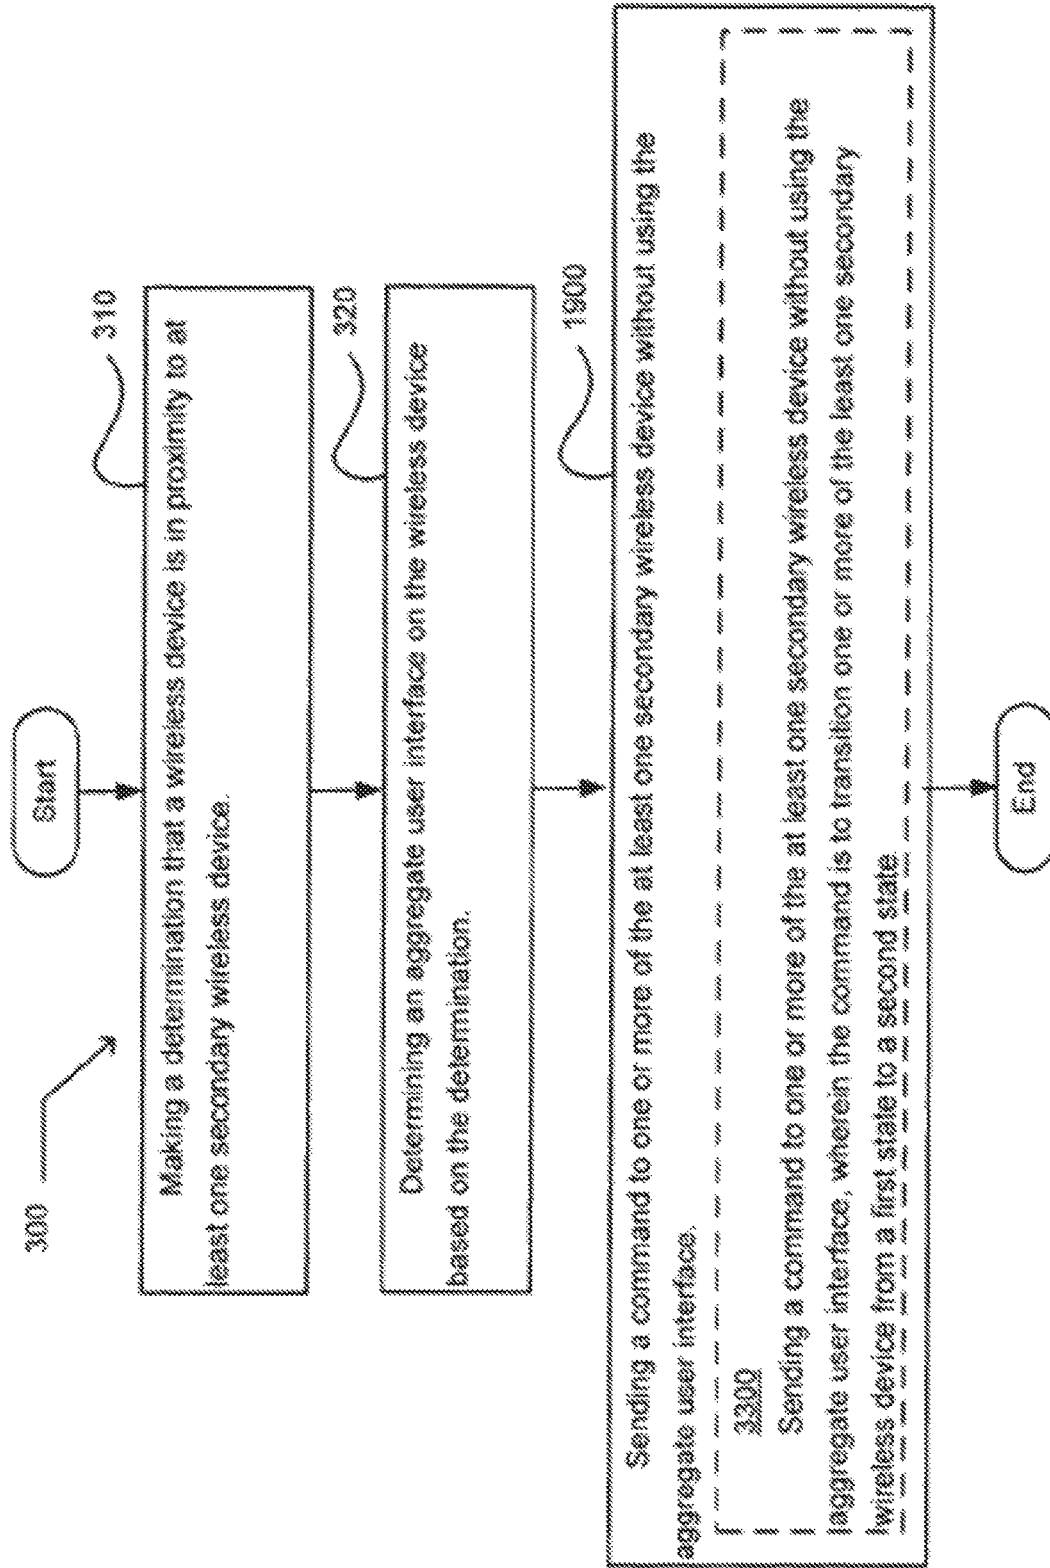 300
Start
310
Making a determination that a wireless device is in proximity to at
least one secondary wireless device.
320
Determining an aggregate user interface on the wireless device
based on the determination.
1900
Sending a command to one or more of the at least one secondary wireless device without using the
aggregate user interface.
3300
Sending a command to one or more of the at least one secondary wireless device without using the
aggregate user interface, wherein the command is to transition one or more of the least one secondary
wireless device from a first state to a second state.
End